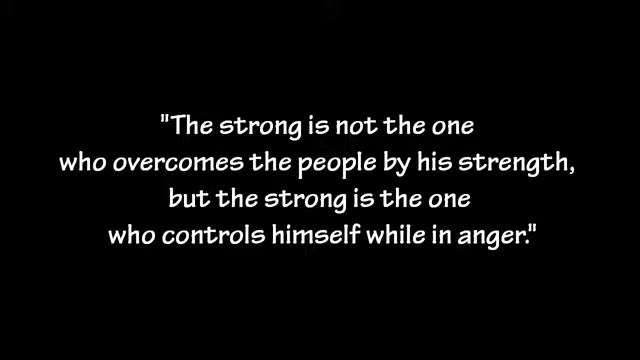 "The strong is not the one
who overcomes the people by his strength,
but the strong is the one
who controls himself while in anger."